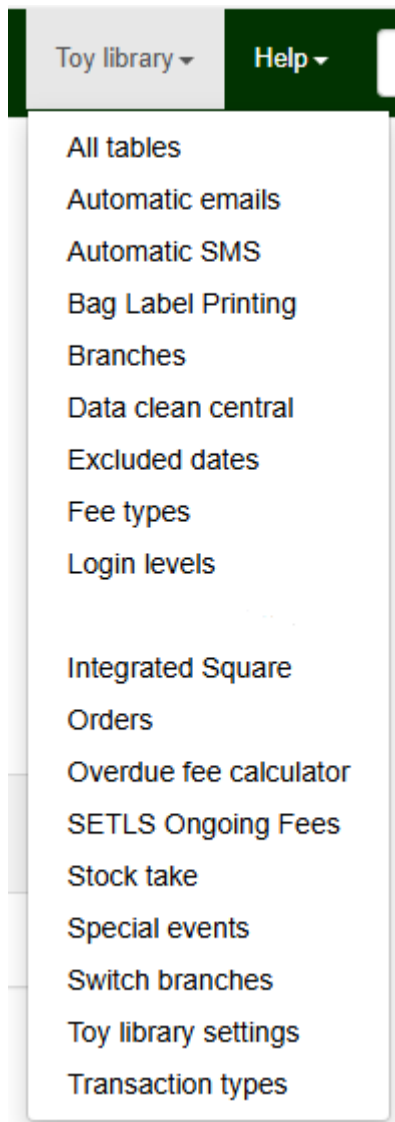 Toy library Help
All tables
Automatic emails
Automatic SMS
Bag Label Printing
Branches
Data clean central
Excluded dates
Fee types
Login levels
Integrated Square
Orders
Overdue fee calculator
SETLS Ongoing Fees
Stock take
Special events
Switch branches
Toy library settings
Transaction types